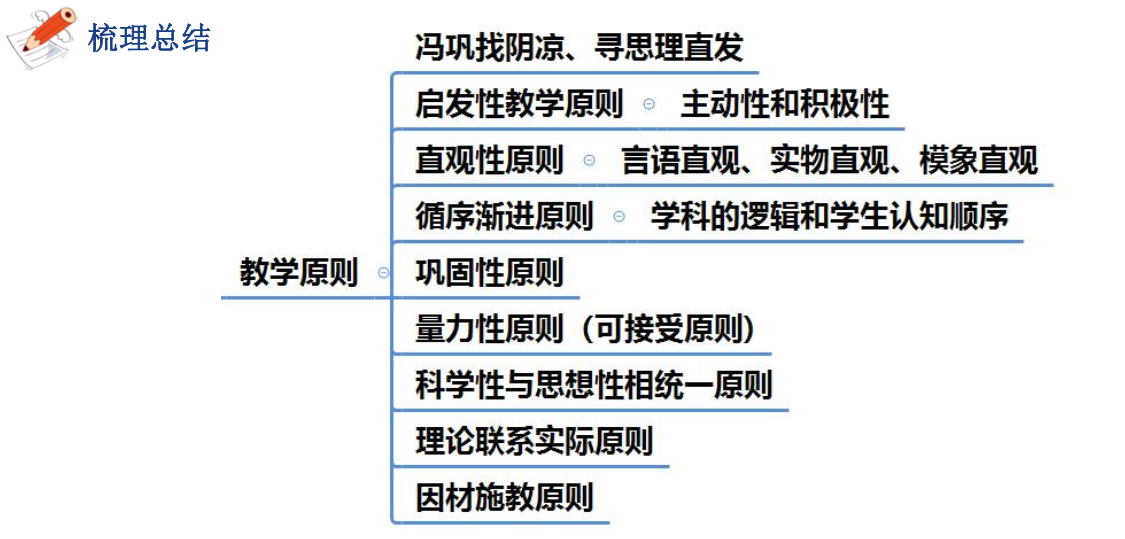 梳理总结
冯巩找阴凉、寻思理直发
启发性教学原则 主动性和积极性
直观性原则 言语直观、实物直观、模象直观
循序渐进原则 学科的逻辑和学生认知顺序
教学原则 巩固性原则
量力性原则（可接受原则）
科学性与思想性相统一原则
理论联系实际原则
因材施教原则